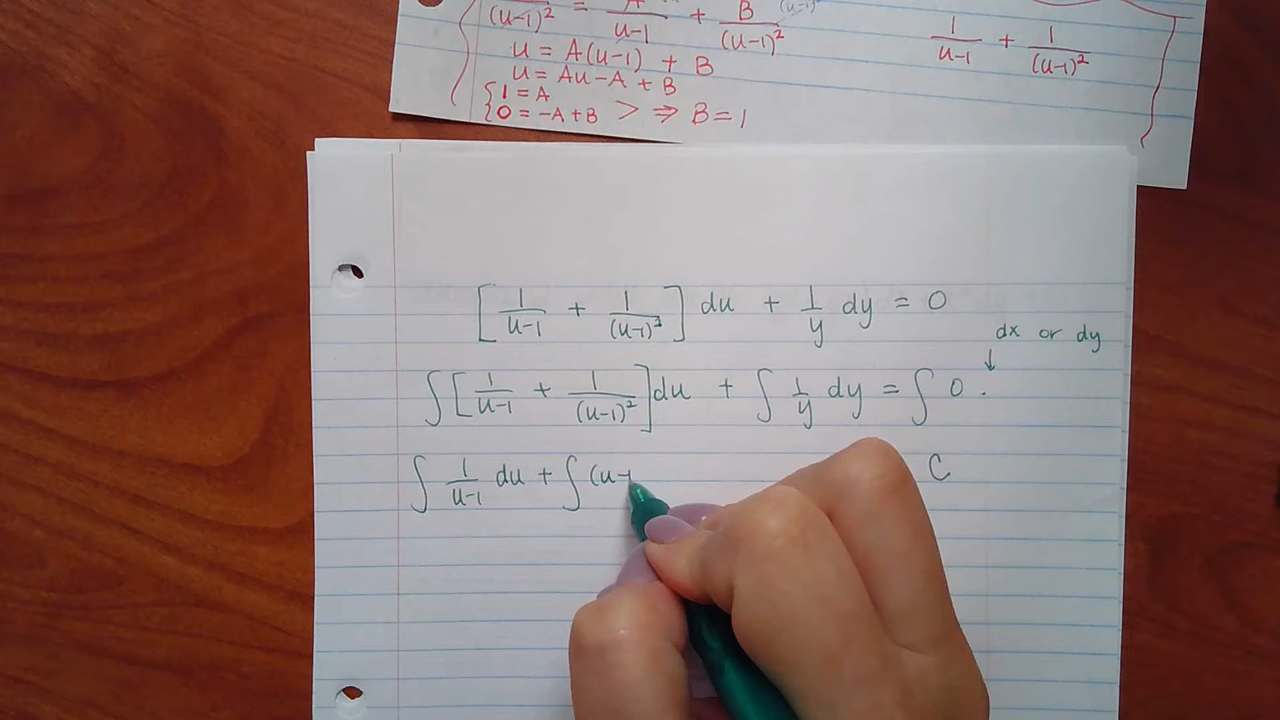 (u-1)² = A/(u-1) + B/(u-1)² (u-1)²
u = A(u-1) + B
u = Au-A + B
{1 = A
{0 = -A+B > ⇒ B=1
1/(u-1) + 1/(u-1)²
[1/(u-1) + 1/(u-1)²] du + 1/y dy = 0
dx or dy
↓
∫[1/(u-1) + 1/(u-1)²]du + ∫ 1/y dy = ∫ 0 .
∫ 1/(u-1) du + ∫ (u- C